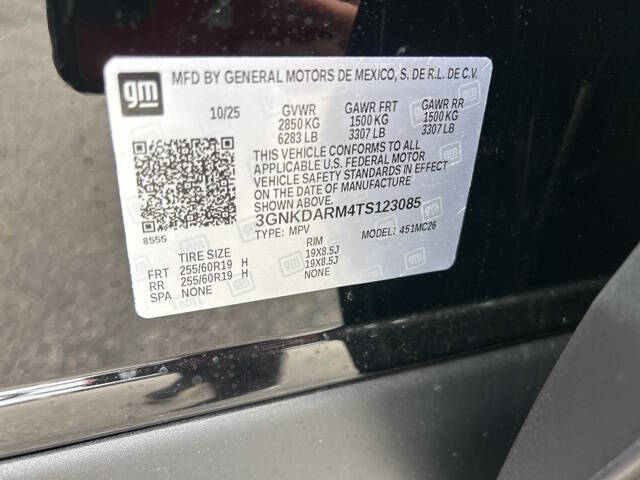 gm MFD BY GENERAL MOTORS DE MEXICO, S. DE R.L. DE C.V.
10/25 GVWR GAWR FRT GAWR RR
2850 KG 1500 KG 1500 KG
6283 LB 3307 LB 3307 LB
THIS VEHICLE CONFORMS TO ALL
APPLICABLE U.S. FEDERAL MOTOR
VEHICLE SAFETY STANDARDS IN EFFECT
ON THE DATE OF MANUFACTURE
SHOWN ABOVE.
3GNKDARM4TS123085
8555 TYPE: MPV MODEL: 451MC26
TIRE SIZE RIM
FRT 255/60R19 H 19X8.5J
RR 255/60R19 H 19X8.5J
SPA NONE NONE